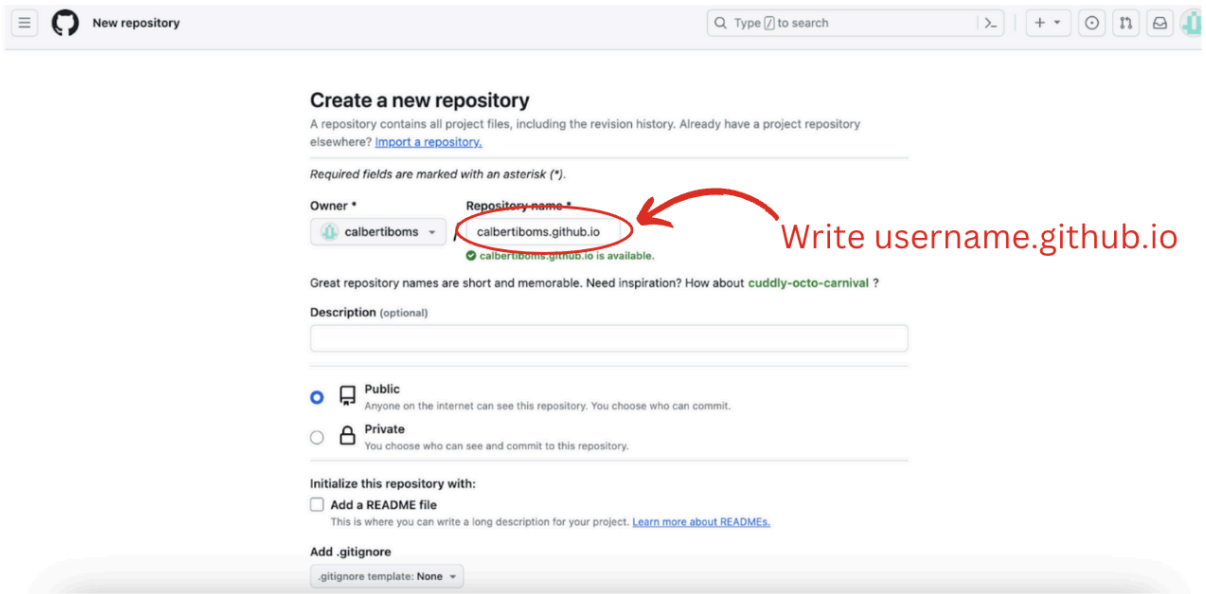 New repository
Type / to search
Create a new repository
A repository contains all project files, including the revision history. Already have a project repository
elsewhere? Import a repository.
Required fields are marked with an asterisk (*).
Owner * Repository name *
calbertiboms / calbertiboms.github.io
Write username.github.io
calbertiboms.github.io is available.
Great repository names are short and memorable. Need inspiration? How about cuddly-octo-carnival ?
Description (optional)
Public
Anyone on the internet can see this repository. You choose who can commit.
Private
You choose who can see and commit to this repository.
Initialize this repository with:
Add a README file
This is where you can write a long description for your project. Learn more about READMEs.
Add .gitignore
.gitignore template: None